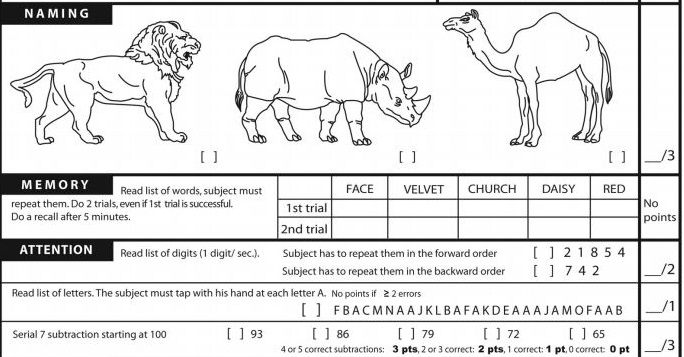 NAMING
[ ] [ ] [ ] __/3
MEMORY
Read list of words, subject must
repeat them. Do 2 trials, even if 1st trial is successful.
Do a recall after 5 minutes.
FACE VELVET CHURCH DAISY RED
1st trial
2nd trial
No
points
ATTENTION
Read list of digits (1 digit/ sec.).
Subject has to repeat them in the forward order [ ] 2 1 8 5 4
Subject has to repeat them in the backward order [ ] 7 4 2 __/2
Read list of letters. The subject must tap with his hand at each letter A. No points if ≥ 2 errors
[ ] F B A C M N A A J K L B A F A K D E A A A J A M O F A A B __/1
Serial 7 subtraction starting at 100 [ ] 93 [ ] 86 [ ] 79 [ ] 72 [ ] 65
4 or 5 correct subtractions: 3 pts, 2 or 3 correct: 2 pts, 1 correct: 1 pt, 0 correct: 0 pt __/3